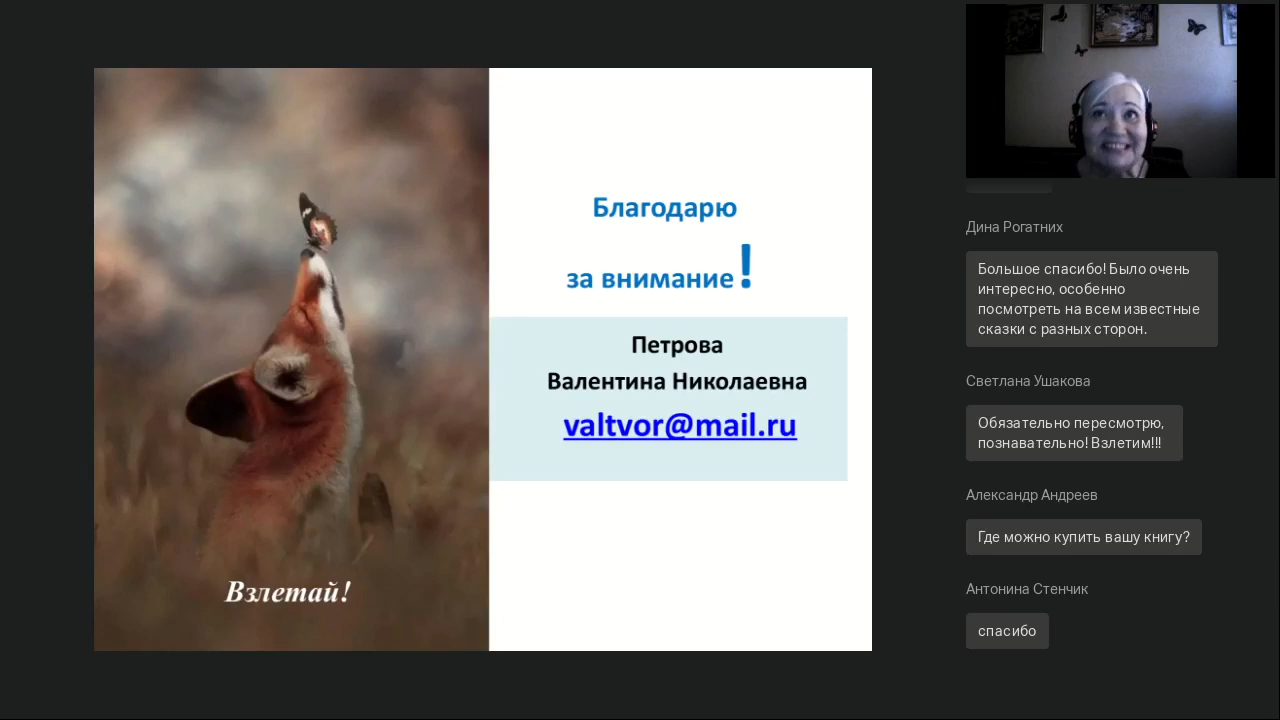 Благодарю
за внимание!
Петрова
Валентина Николаевна
valtvor@mail.ru
Взлетай!
Дина Рогатних
Большое спасибо! Было очень
интересно, особенно
посмотреть на всем известные
сказки с разных сторон.
Светлана Ушакова
Обязательно пересмотрю,
познавательно! Взлетим!!!
Александр Андреев
Где можно купить вашу книгу?
Антонина Стенчик
спасибо